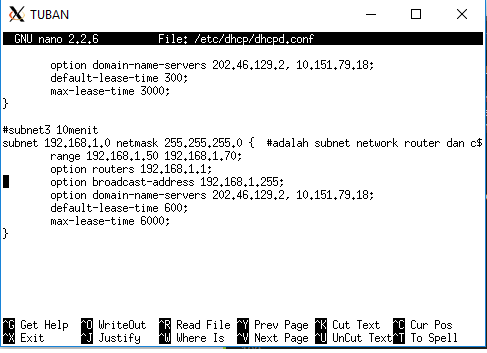 TUBAN
GNU nano 2.2.6 File: /etc/dhcp/dhcpd.conf
option domain-name-servers 202.46.129.2, 10.151.79.18;
default-lease-time 300;
max-lease-time 3000;
}
#subnet3 10menit
subnet 192.168.1.0 netmask 255.255.255.0 { #adalah subnet network router dan c$
range 192.168.1.50 192.168.1.70;
option routers 192.168.1.1;
option broadcast-address 192.168.1.255;
option domain-name-servers 202.46.129.2, 10.151.79.18;
default-lease-time 600;
max-lease-time 6000;
}
^G Get Help ^O WriteOut ^R Read File ^Y Prev Page ^K Cut Text ^C Cur Pos
^X Exit ^J Justify ^W Where Is ^V Next Page ^U UnCut Text ^T To Spell